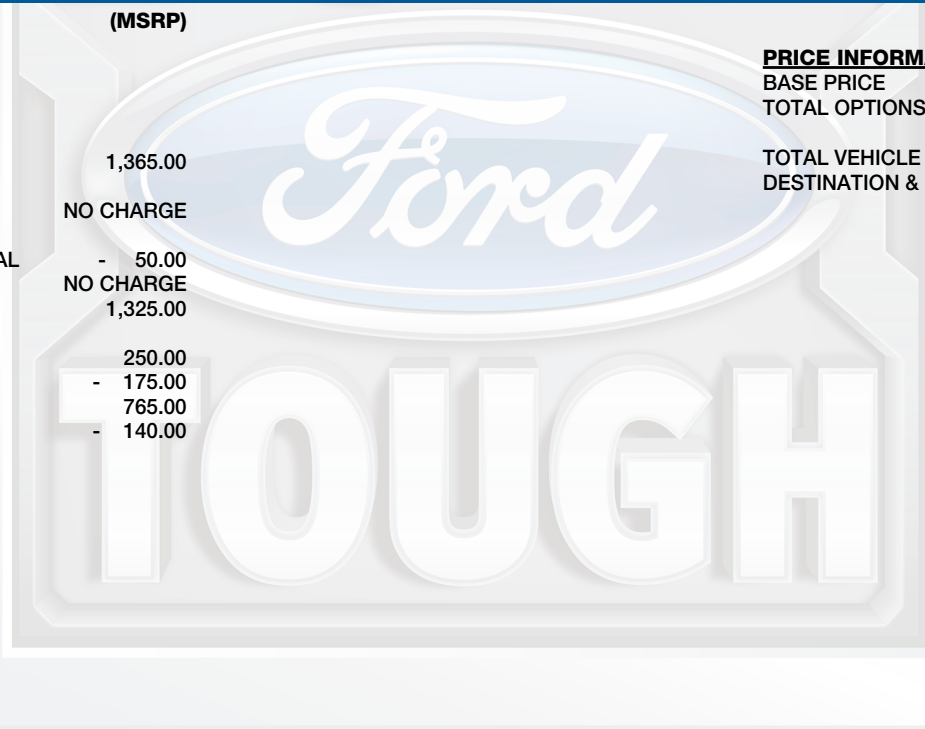 (MSRP)
1,365.00
NO CHARGE
AL - 50.00
NO CHARGE
1,325.00
250.00
- 175.00
765.00
- 140.00
PRICE INFORMA
BASE PRICE
TOTAL OPTIONS
TOTAL VEHICLE
DESTINATION &
Ford
TOUGH